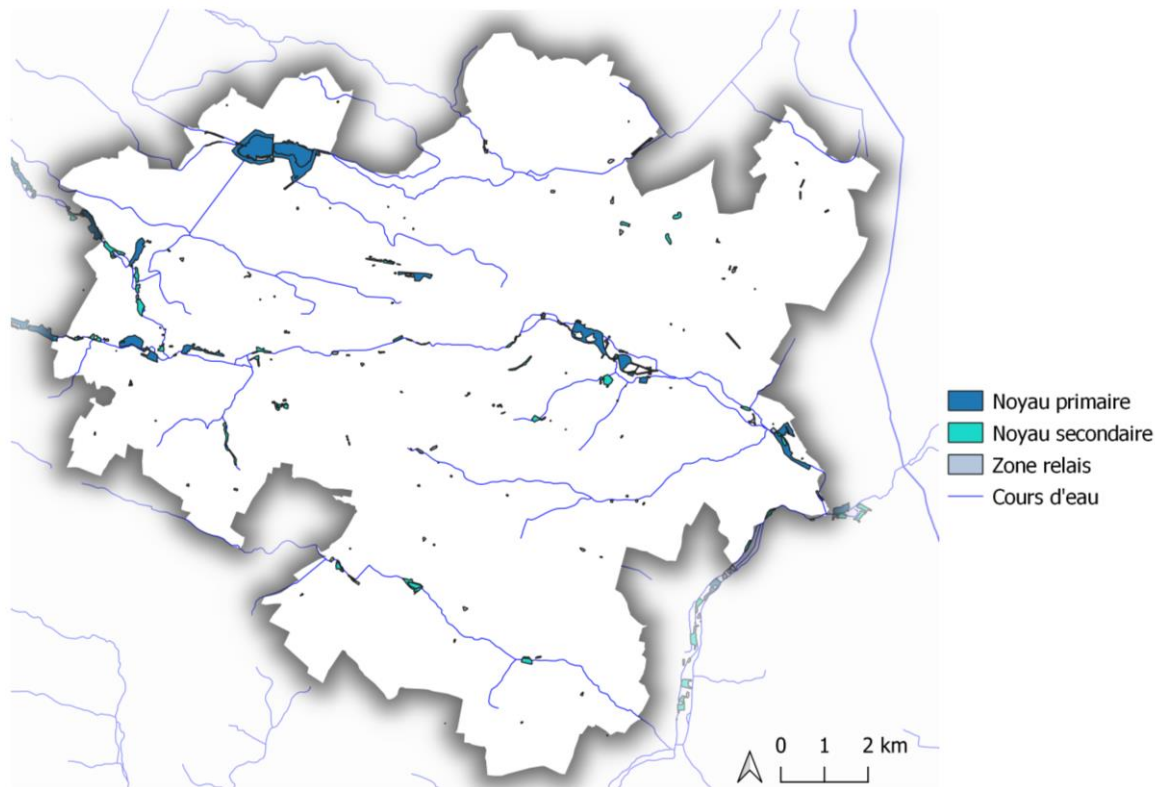 Noyau primaire
Noyau secondaire
Zone relais
Cours d'eau
0 1 2 km